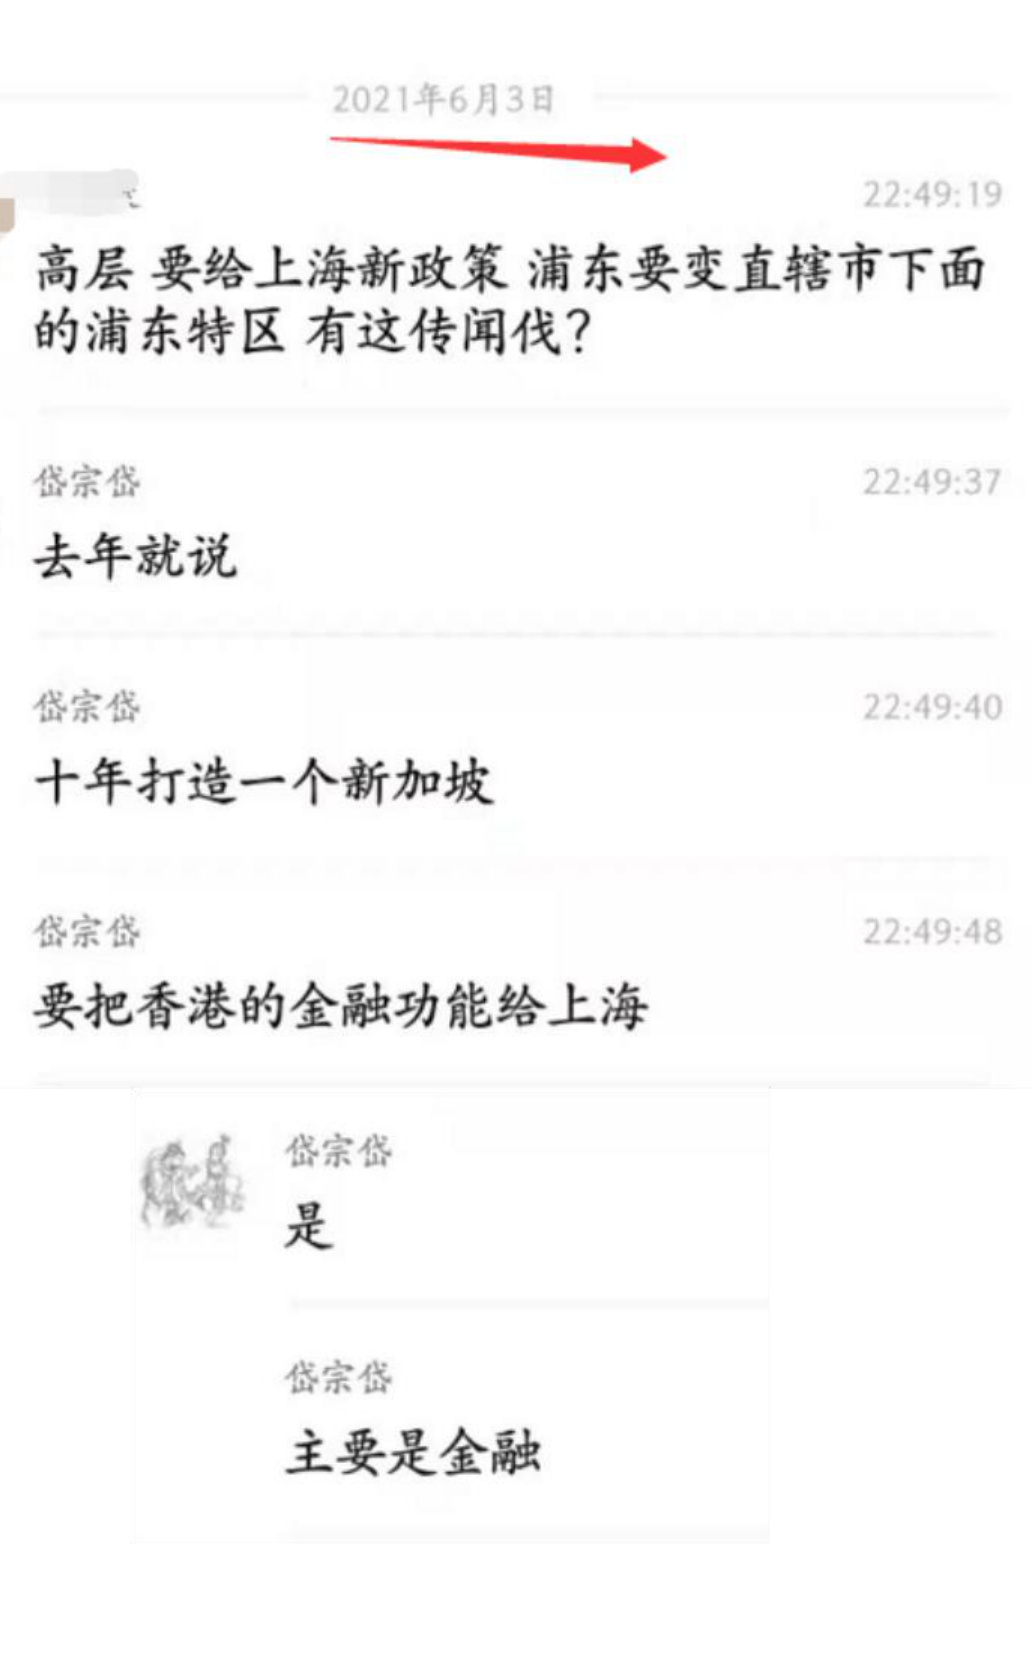 2021年6月3日
22:49:19
高层 要给上海新政策 浦东要变直辖市下面
的浦东特区 有这传闻伐?
岱宗岱
22:49:37
去年就说
岱宗岱
22:49:40
十年打造一个新加坡
岱宗岱
22:49:48
要把香港的金融功能给上海
岱宗岱
是
岱宗岱
主要是金融